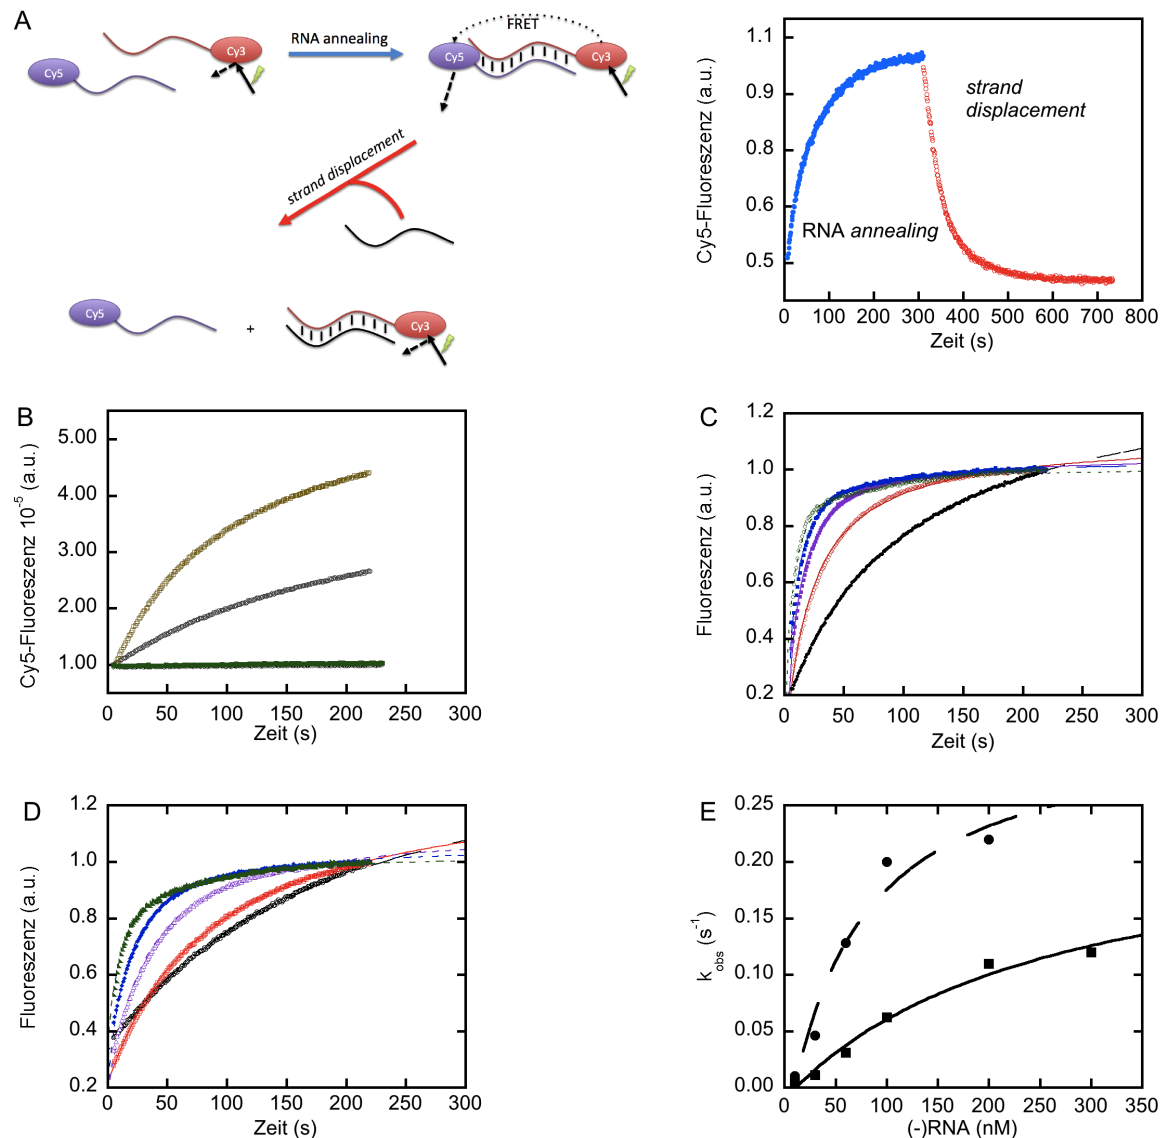 A
RNA annealing
FRET
Cy3
Cy5
Cy5
Cy3
strand displacement
Cy5
+
Cy3
Cy5-Fluoreszenz (a.u.)
1.1
1.0
0.9
0.8
0.6
0.5
strand
displacement
RNA annealing
0 100 200 300 400 500 600 700 800
Zeit (s)
B
Cy5-Fluoreszenz 10⁻⁵ (a.u.)
5.00
4.00
3.00
2.00
1.00
0 50 100 150 200 250 300
Zeit (s)
C
Fluoreszenz (a.u.)
1.2
1.0
0.8
0.6
0.4
0.2
0 50 100 150 200 250 300
Zeit (s)
D
Fluoreszenz (a.u.)
1.2
1.0
0.8
0.6
0.4
0.2
0 50 100 150 200 250 300
Zeit (s)
E
k_obs (s⁻¹)
0.25
0.20
0.15
0.10
0.05
0.00
0 50 100 150 200 250 300 350
(-)RNA (nM)